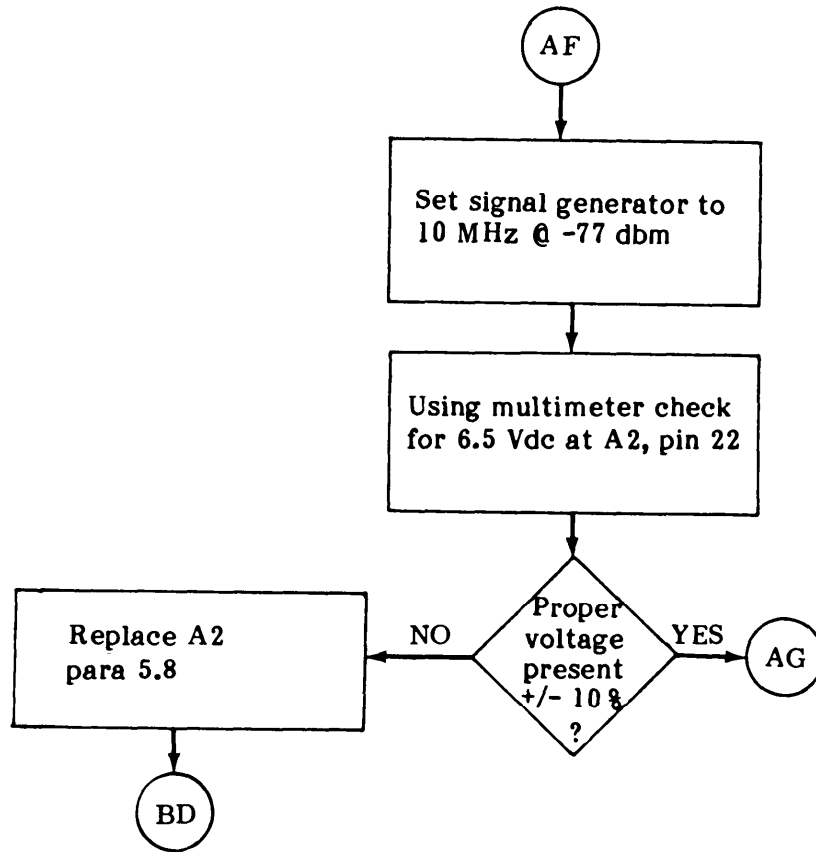 AF
Set signal generator to
10 MHz @ -77 dbm
Using multimeter check
for 6.5 Vdc at A2, pin 22
Proper
voltage
present
+/- 10%
?
NO
YES
Replace A2
para 5.8
AG
BD